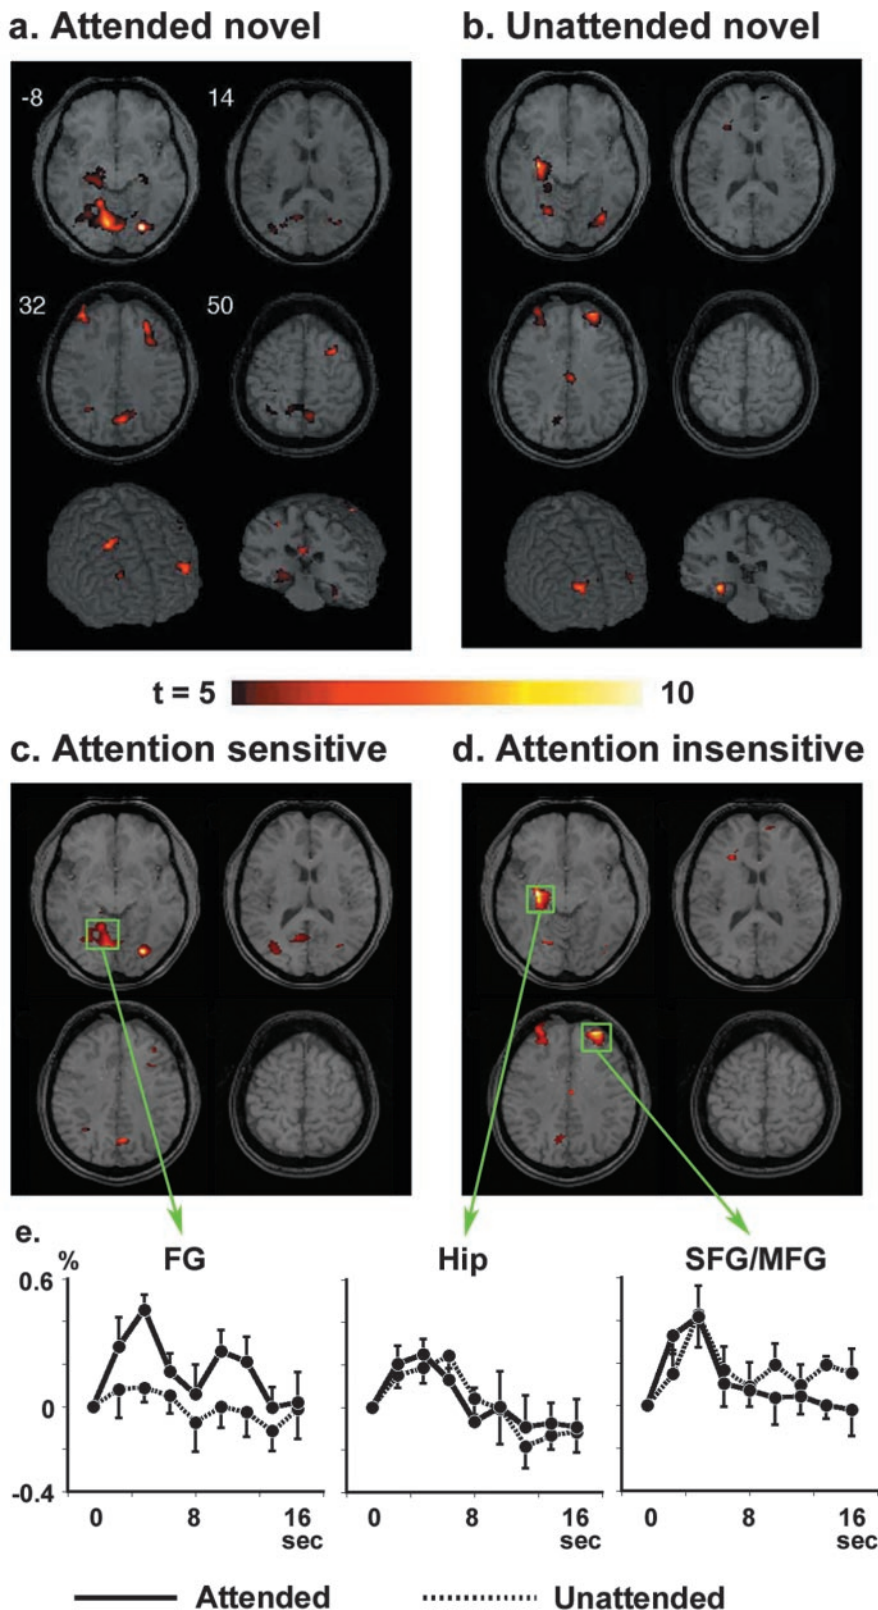 a. Attended novel
b. Unattended novel
-8
14
32
50
t = 5
10
c. Attention sensitive
d. Attention insensitive
e.
%
FG
Hip
SFG/MFG
0.6
0
-0.4
0 8 16
sec
0 8 16
sec
0 8 16
sec
Attended
Unattended